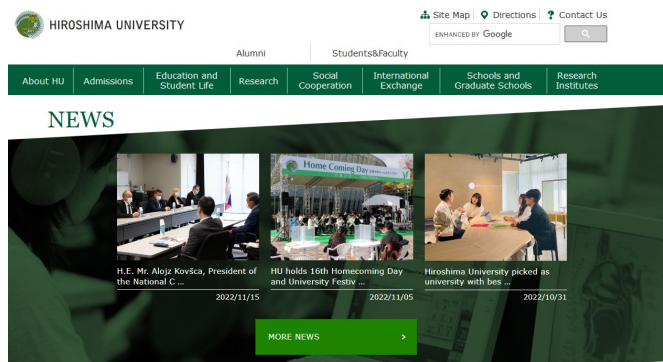 HIROSHIMA UNIVERSITY
Site Map
Directions
? Contact Us
ENHANCED BY Google
Alumni
Students&Faculty
About HU
Admissions
Education and
Student Life
Research
Social
Cooperation
International
Exchange
Schools and
Graduate Schools
Research
Institutes
NEWS
Home Coming Day
H.E. Mr. Alojz Kovšca, President of
the National C ...
2022/11/15
HU holds 16th Homecoming Day
and University Festiv ...
2022/11/05
Hiroshima University picked as
university with bes ...
2022/10/31
MORE NEWS >